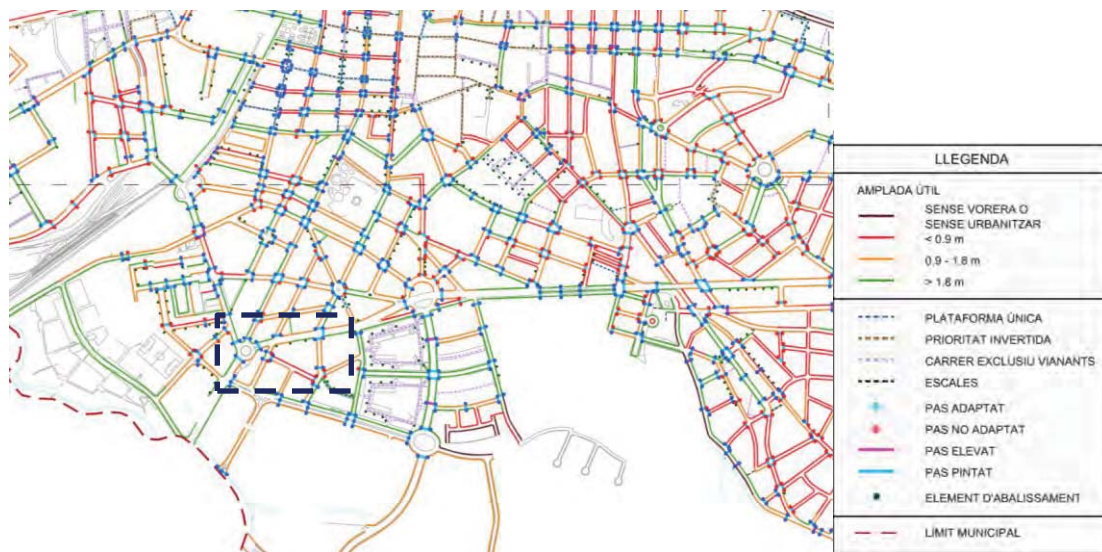 LLEGENDA
AMPLADA ÚTIL
SENSE VORERA O
SENSE URBANITZAR
< 0.9 m
0.9 - 1.8 m
> 1.8 m
PLATAFORMA ÚNICA
PRIORITAT INVERTIDA
CARRER EXCLUSIU VIANANTS
ESCALES
PAS ADAPTAT
PAS NO ADAPTAT
PAS ELEVAT
PAS PINTAT
ELEMENT D'ABALISSAMENT
LÍMIT MUNICIPAL